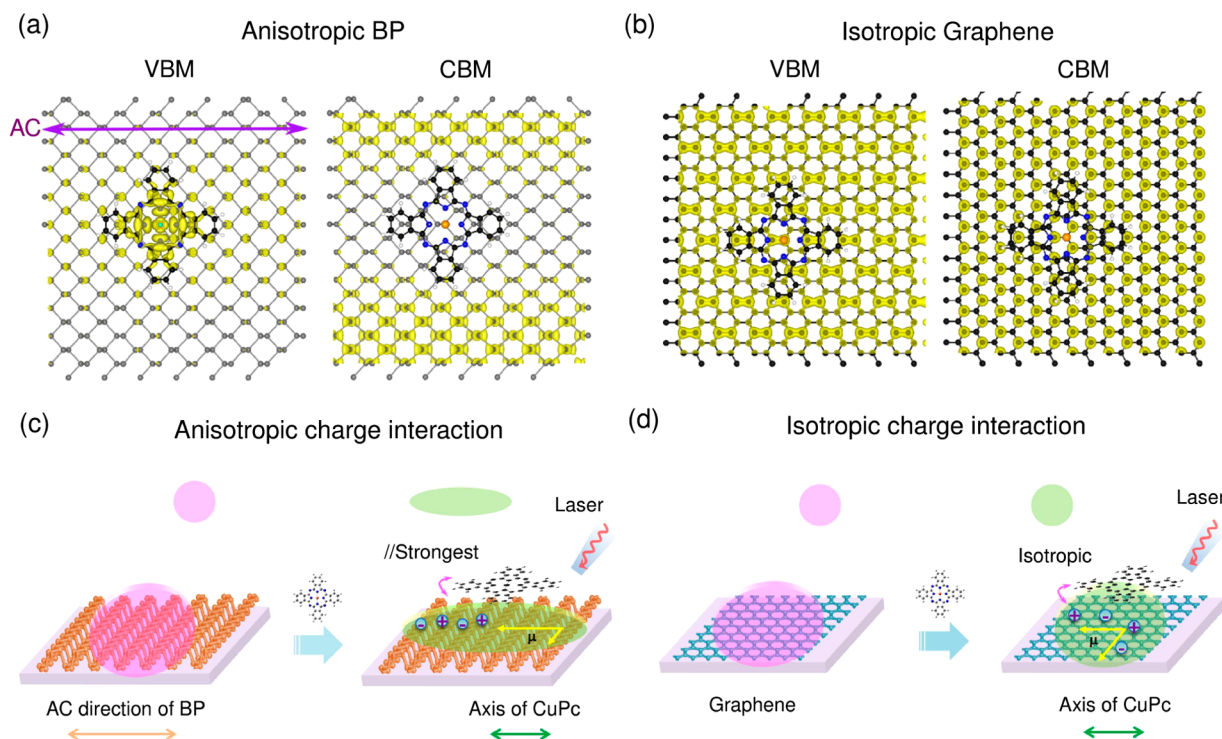 (a)
Anisotropic BP
VBM
CBM
AC
(b)
Isotropic Graphene
VBM
CBM
(c)
Anisotropic charge interaction
//Strongest
Laser
- + - +
μ
AC direction of BP
Axis of CuPc
(d)
Isotropic charge interaction
Laser
Isotropic
+ -
+
μ
-
Graphene
Axis of CuPc